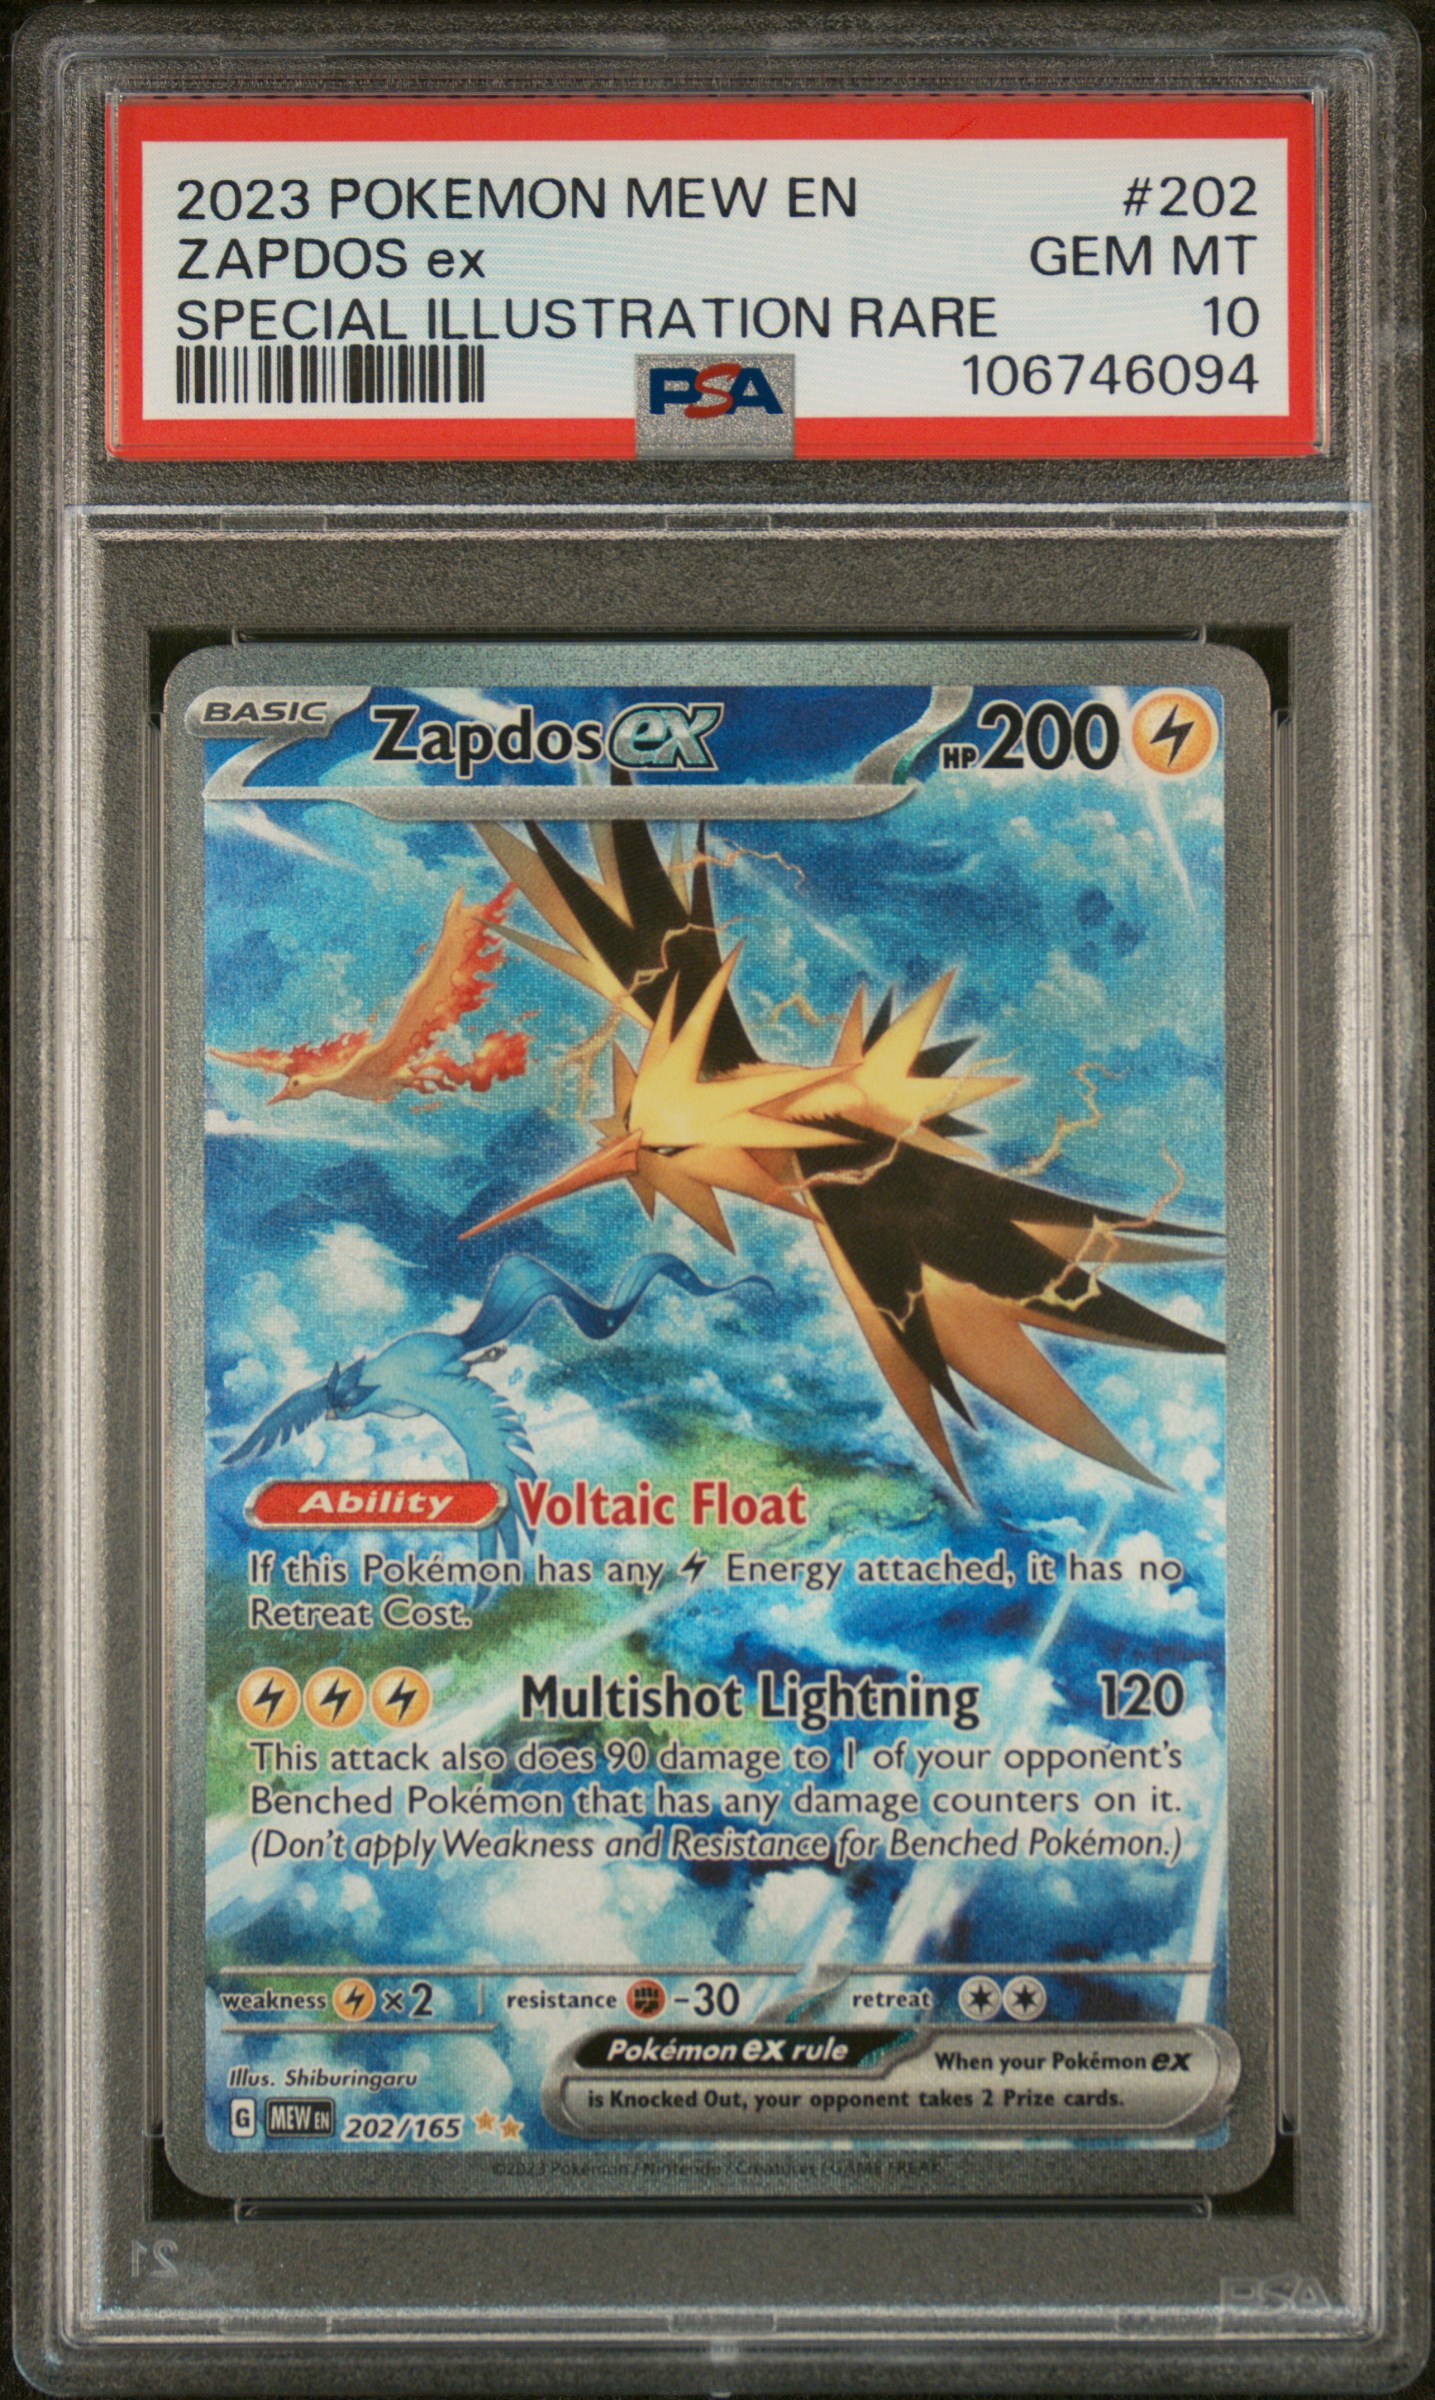 2023 POKEMON MEW EN #202
ZAPDOS ex GEM MT
SPECIAL ILLUSTRATION RARE 10
PSA 106746094
BASIC Zapdos ex HP 200
Ability Voltaic Float
If this Pokémon has any Energy attached, it has no
Retreat Cost.
Multishot Lightning 120
This attack also does 90 damage to 1 of your opponent's
Benched Pokémon that has any damage counters on it.
(Don't apply Weakness and Resistance for Benched Pokémon.)
weakness ×2 resistance -30 retreat
Pokémon ex rule When your Pokémon ex
is Knocked Out, your opponent takes 2 Prize cards.
Illus. Shiburingaru
G MEW EN 202/165
©2023 Pokémon / Nintendo / Creatures / GAME FREAK
21
PSA